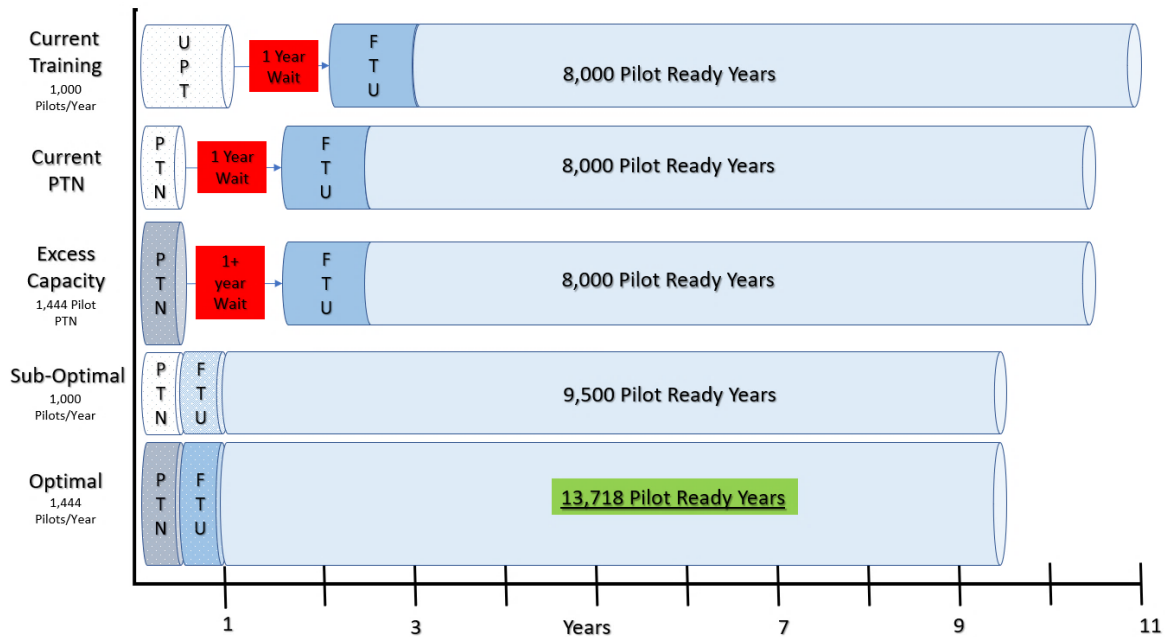 Current
Training
1,000
Pilots/Year
U
P
T
1 Year
Wait
F
T
U
8,000 Pilot Ready Years
Current
PTN
P
T
N
1 Year
Wait
F
T
U
8,000 Pilot Ready Years
Excess
Capacity
1,444 Pilot
PTN
P
T
N
1+
year
Wait
F
T
U
8,000 Pilot Ready Years
Sub-Optimal
1,000
Pilots/Year
P
T
N
F
T
U
9,500 Pilot Ready Years
Optimal
1,444
Pilots/Year
P
T
N
F
T
U
13,718 Pilot Ready Years
1 3 Years 7 9 11